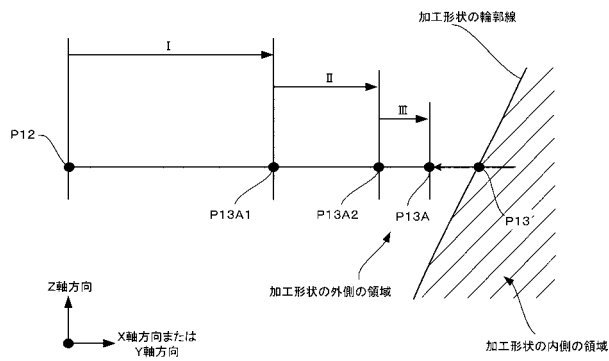 加工形状の輪郭線
Ⅰ
Ⅱ
Ⅲ
P12
P13A1
P13A2
P13A
P13'
加工形状の外側の領域
Z軸方向
X軸方向または
Y軸方向
加工形状の内側の領域